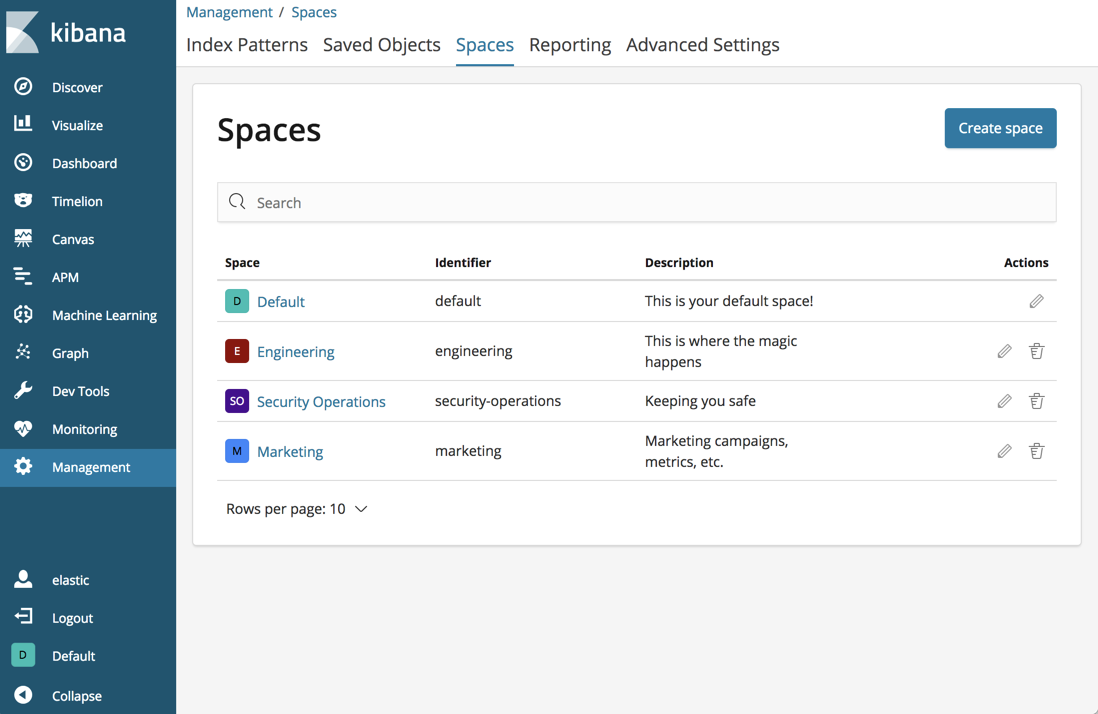 kibana
Discover
Visualize
Dashboard
Timelion
Canvas
APM
Machine Learning
Graph
Dev Tools
Monitoring
Management
elastic
Logout
D Default
Collapse
Management / Spaces
Index Patterns Saved Objects Spaces Reporting Advanced Settings
Spaces
Create space
Search
Space Identifier Description Actions
D Default default This is your default space!
E Engineering engineering This is where the magic
happens
SO Security Operations security-operations Keeping you safe
M Marketing marketing Marketing campaigns,
metrics, etc.
Rows per page: 10